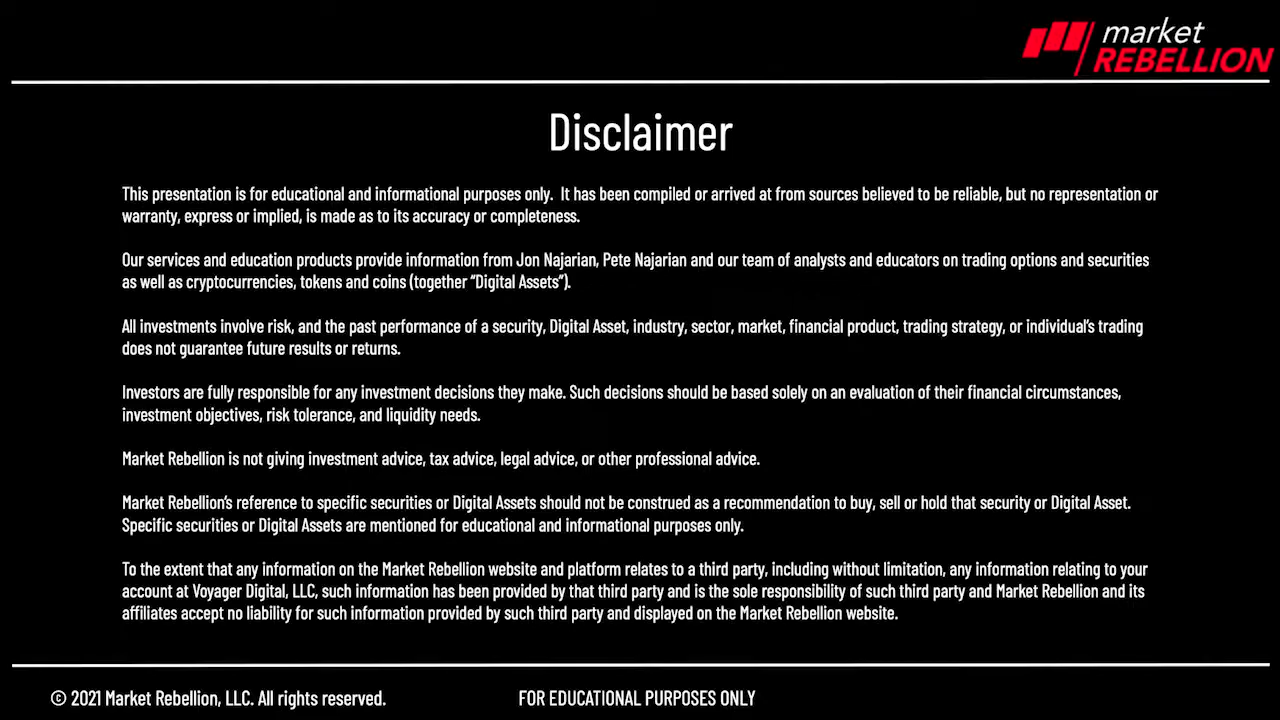 market
REBELLION
Disclaimer
This presentation is for educational and informational purposes only.  It has been compiled or arrived at from sources believed to be reliable, but no representation or
warranty, express or implied, is made as to its accuracy or completeness.
Our services and education products provide information from Jon Najarian, Pete Najarian and our team of analysts and educators on trading options and securities
as well as cryptocurrencies, tokens and coins (together “Digital Assets”).
All investments involve risk, and the past performance of a security, Digital Asset, industry, sector, market, financial product, trading strategy, or individual’s trading
does not guarantee future results or returns.
Investors are fully responsible for any investment decisions they make. Such decisions should be based solely on an evaluation of their financial circumstances,
investment objectives, risk tolerance, and liquidity needs.
Market Rebellion is not giving investment advice, tax advice, legal advice, or other professional advice.
Market Rebellion’s reference to specific securities or Digital Assets should not be construed as a recommendation to buy, sell or hold that security or Digital Asset.
Specific securities or Digital Assets are mentioned for educational and informational purposes only.
To the extent that any information on the Market Rebellion website and platform relates to a third party, including without limitation, any information relating to your
account at Voyager Digital, LLC, such information has been provided by that third party and is the sole responsibility of such third party and Market Rebellion and its
affiliates accept no liability for such information provided by such third party and displayed on the Market Rebellion website.
© 2021 Market Rebellion, LLC. All rights reserved.
FOR EDUCATIONAL PURPOSES ONLY